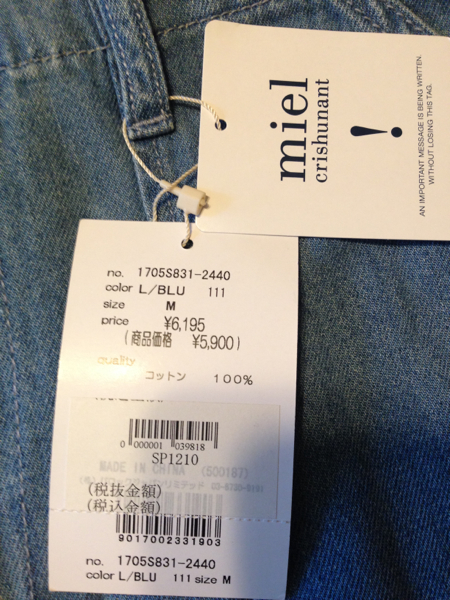 miel
crishunant
!
AN IMPORTANT MESSAGE IS BEING WRITTEN.
WITHOUT LOSING THIS TAG.
no. 1705S831-2440
color L/BLU 111
size M
price ¥6,195
(商品価格 ¥5,900)
quality
コットン 100%
0 000001 039818
SP1210
MADE IN CHINA (S00187)
(税抜金額)
(税込金額)
9017002331903
no. 1705S831-2440
color L/BLU 111 size M